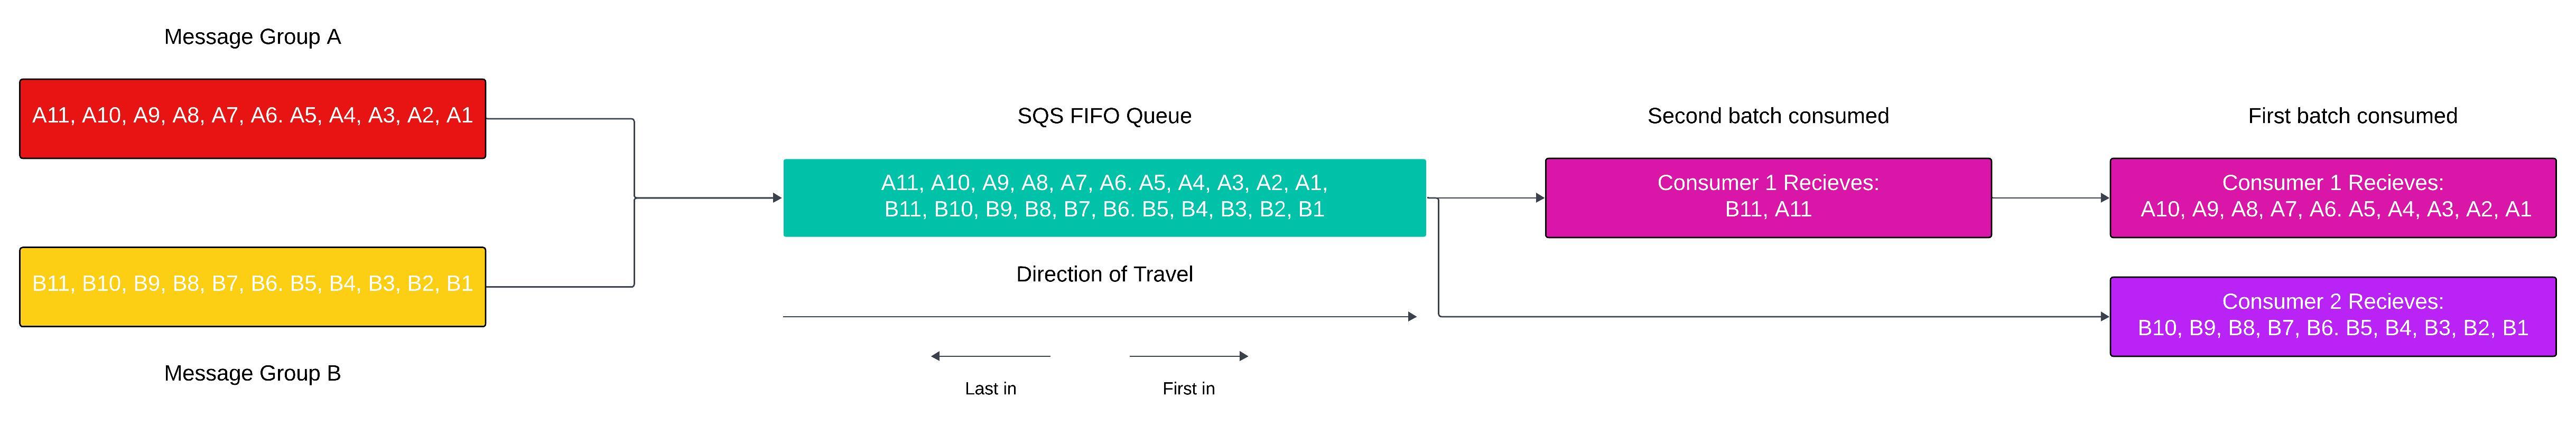 Message Group A
A11, A10, A9, A8, A7, A6. A5, A4, A3, A2, A1
B11, B10, B9, B8, B7, B6. B5, B4, B3, B2, B1
Message Group B
SQS FIFO Queue
A11, A10, A9, A8, A7, A6. A5, A4, A3, A2, A1,
B11, B10, B9, B8, B7, B6. B5, B4, B3, B2, B1
Direction of Travel
Last in
First in
Second batch consumed
Consumer 1 Recieves:
B11, A11
First batch consumed
Consumer 1 Recieves:
A10, A9, A8, A7, A6. A5, A4, A3, A2, A1
Consumer 2 Recieves:
B10, B9, B8, B7, B6. B5, B4, B3, B2, B1